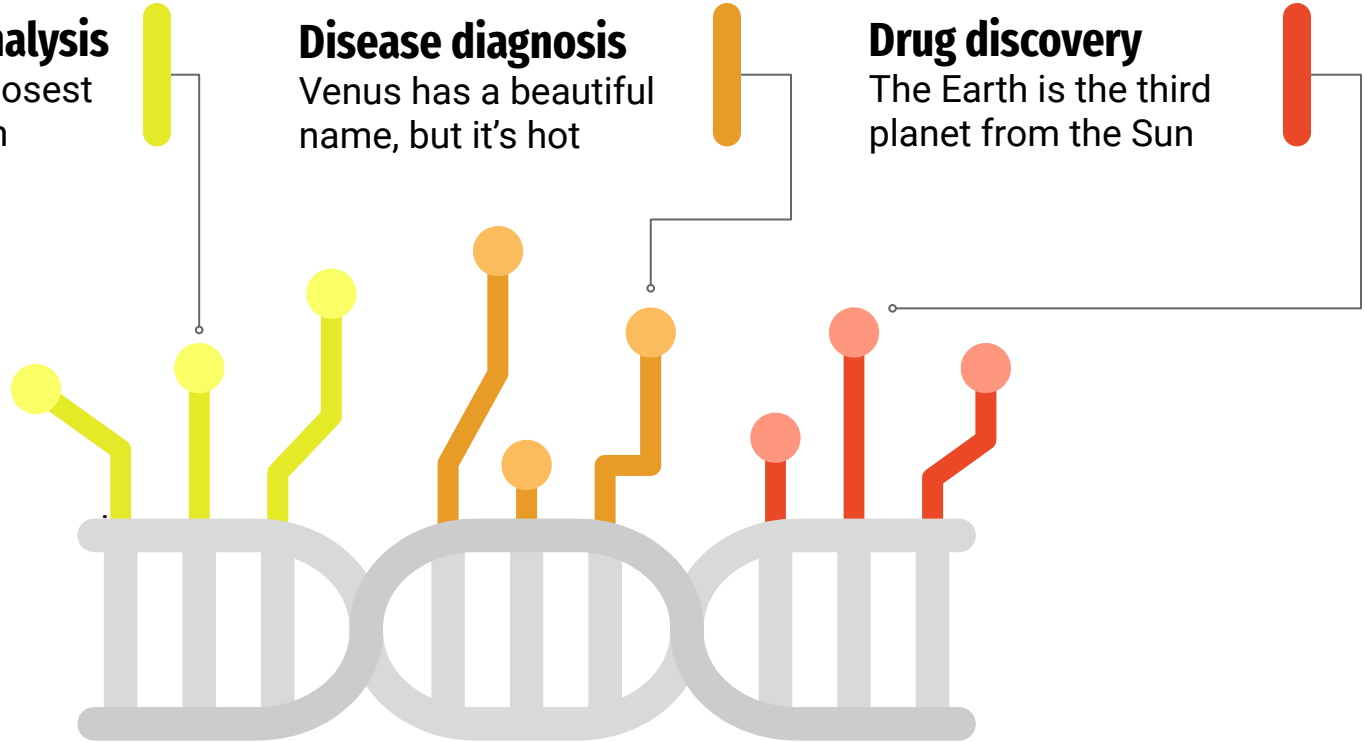 nalysis
osest
n
Disease diagnosis
Venus has a beautiful
name, but it’s hot
Drug discovery
The Earth is the third
planet from the Sun